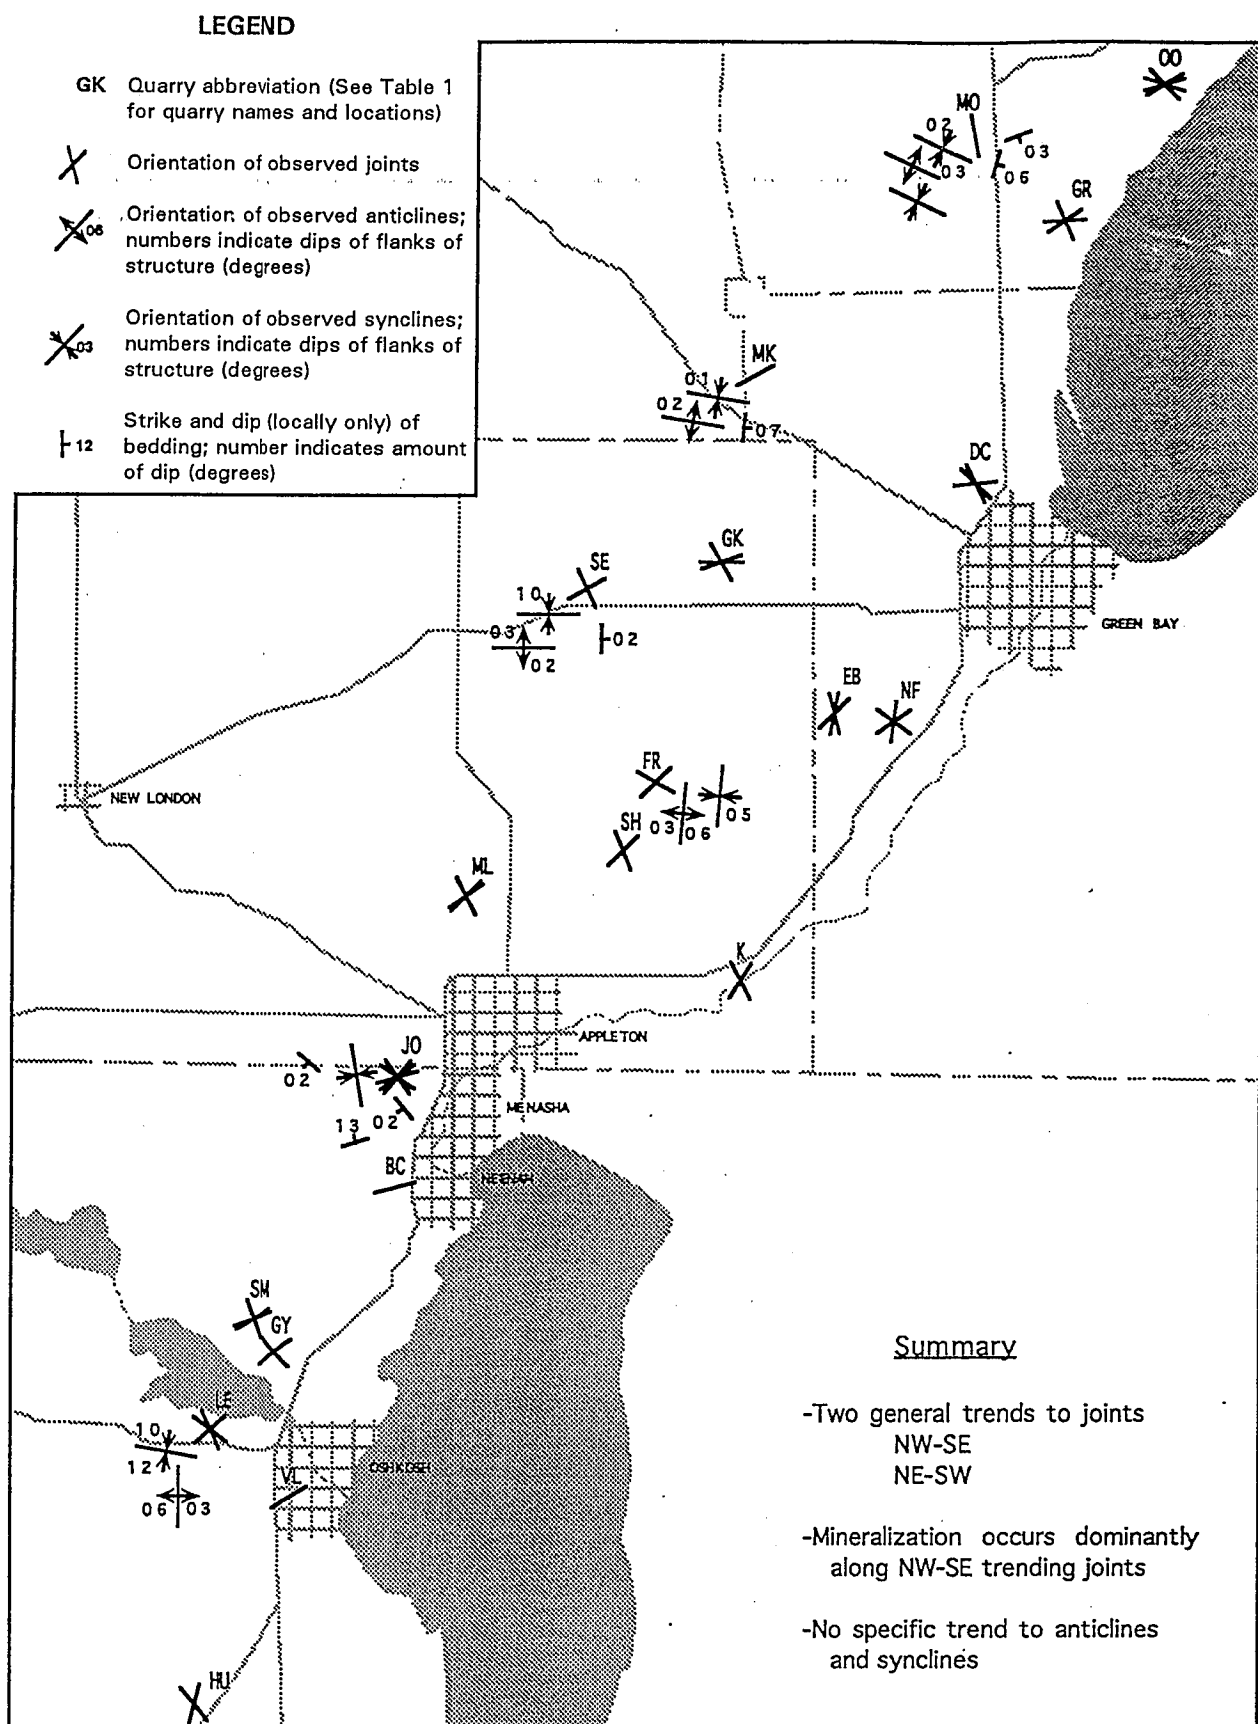 LEGEND
GK Quarry abbreviation (See Table 1
for quarry names and locations)
Orientation of observed joints
06 Orientation of observed anticlines;
numbers indicate dips of flanks of
structure (degrees)
03 Orientation of observed synclines;
numbers indicate dips of flanks of
structure (degrees)
12 Strike and dip (locally only) of
bedding; number indicates amount
of dip (degrees)
OO
MO
02
03
03
06
GR
MK
01
02
07
DC
GK
SE
10
03
02
02
GREEN BAY
EB
NF
FR
03
06
05
SH
NEW LONDON
ML
K
APPLETON
JO
02
MENASHA
13
02
BC
NEENAH
SM
GY
LE
10
12
06
03
VL
OSHKOSH
HU
Summary
-Two general trends to joints
NW-SE
NE-SW
-Mineralization occurs dominantly
along NW-SE trending joints
-No specific trend to anticlines
and synclines